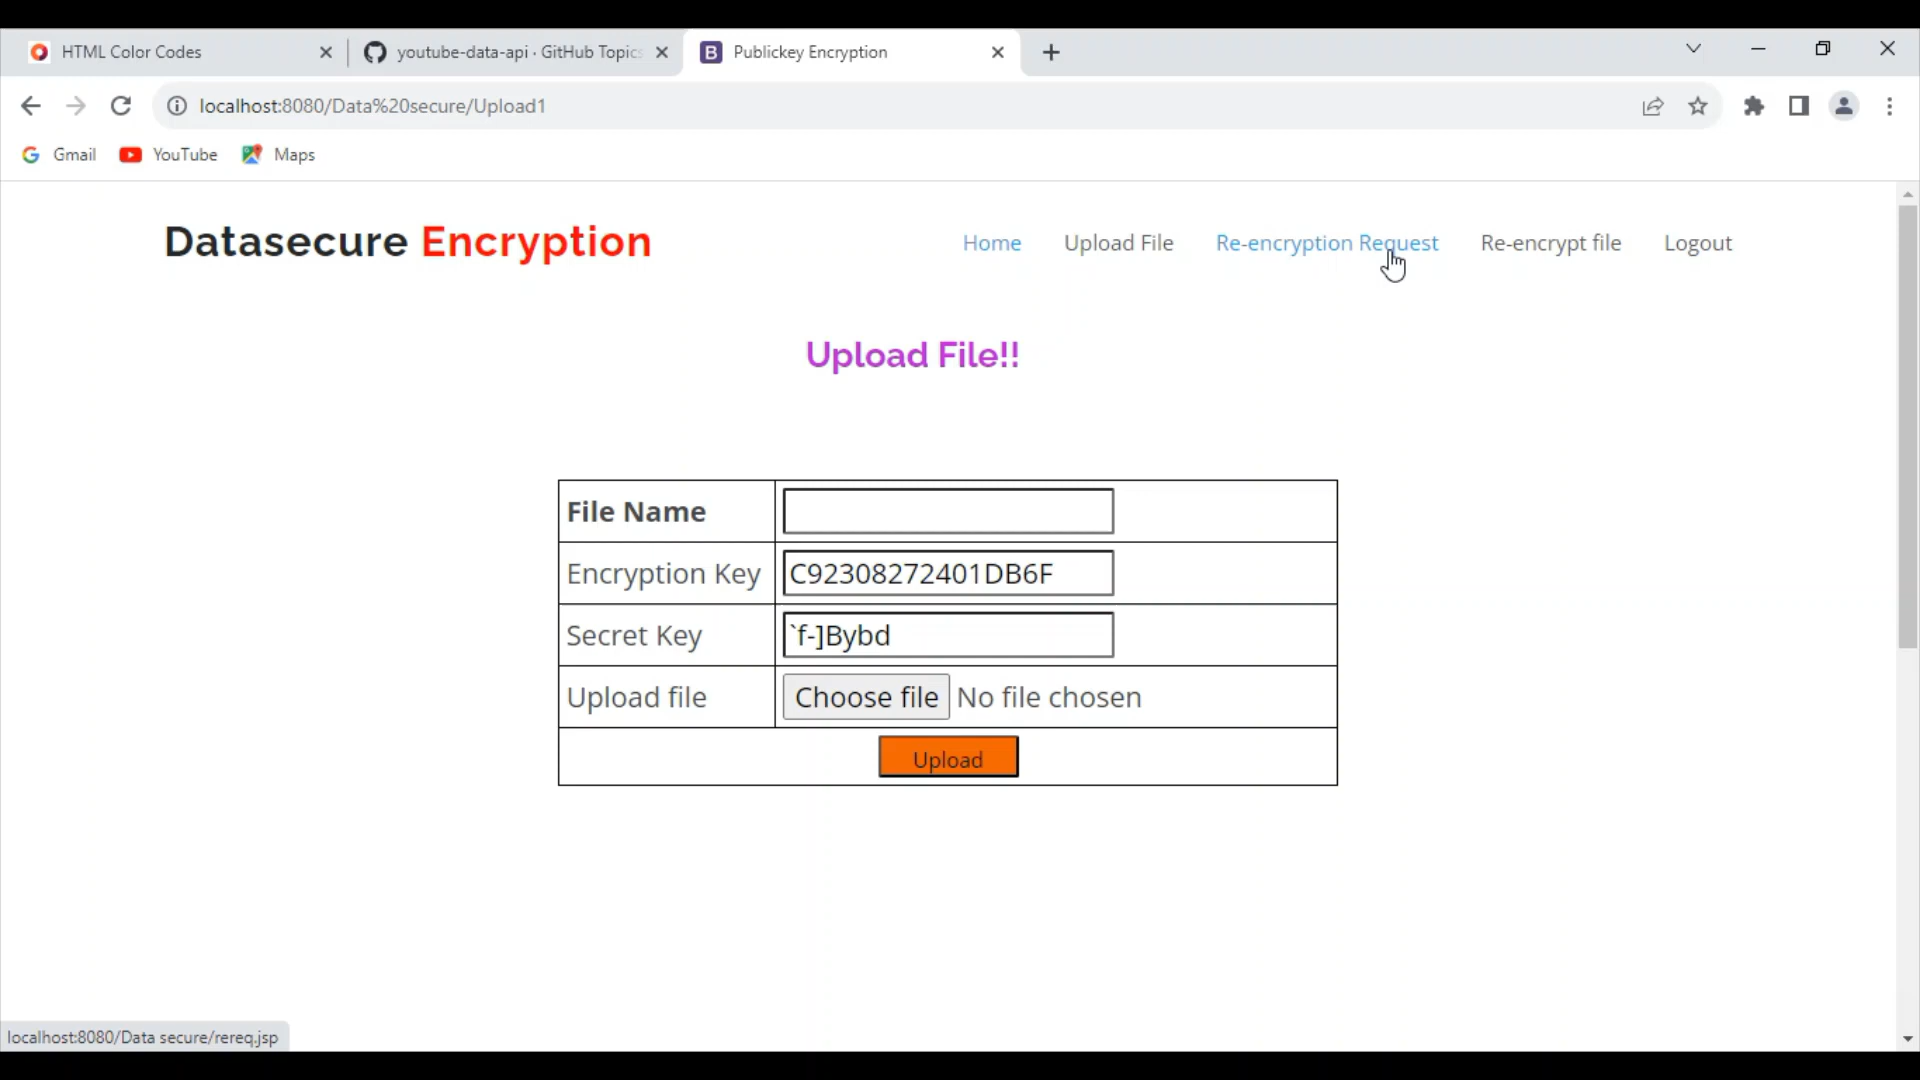 HTML Color Codes
youtube-data-api · GitHub Topics
Publickey Encryption
localhost:8080/Data%20secure/Upload1
Gmail
YouTube
Maps
Datasecure Encryption
Home
Upload File
Re-encryption Request
Re-encrypt file
Logout
Upload File!!
File Name
Encryption Key C92308272401DB6F
Secret Key `f-]Bybd
Upload file Choose file No file chosen
Upload
localhost:8080/Data secure/rereq.jsp